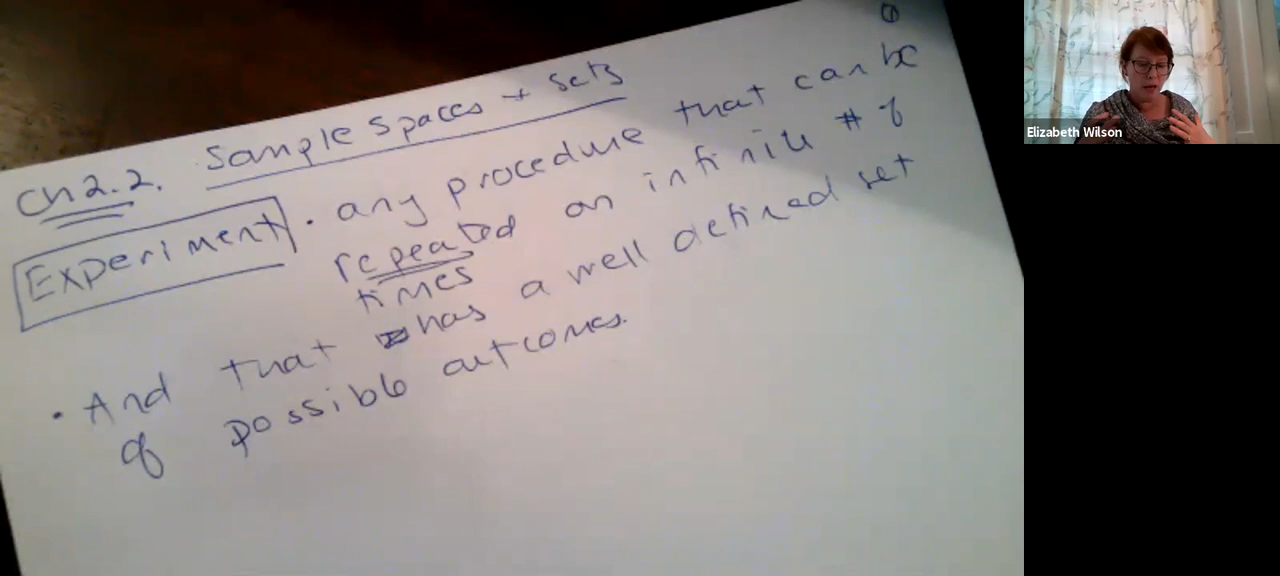 ①
Ch 2.2. Sample Spaces + Sets
Experiment • any procedure that can be
repeated an infinite # of
times
• And that has a well defined set
of possible outcomes.
Elizabeth Wilson